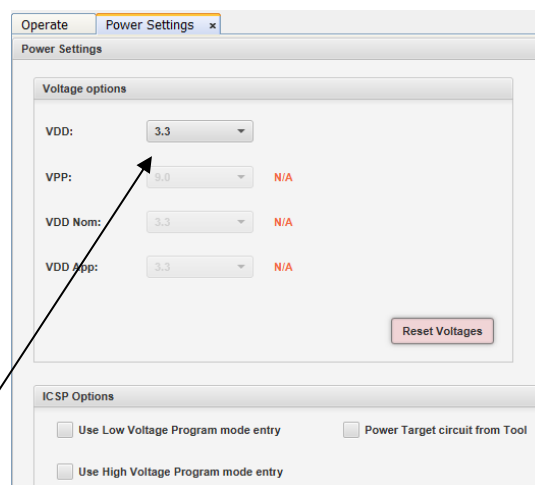 Operate Power Settings ×
Power Settings
Voltage options
VDD: 3.3
VPP: 9.0 N/A
VDD Nom: 3.3 N/A
VDD App: 3.3 N/A
Reset Voltages
ICSP Options
Use Low Voltage Program mode entry Power Target circuit from Tool
Use High Voltage Program mode entry